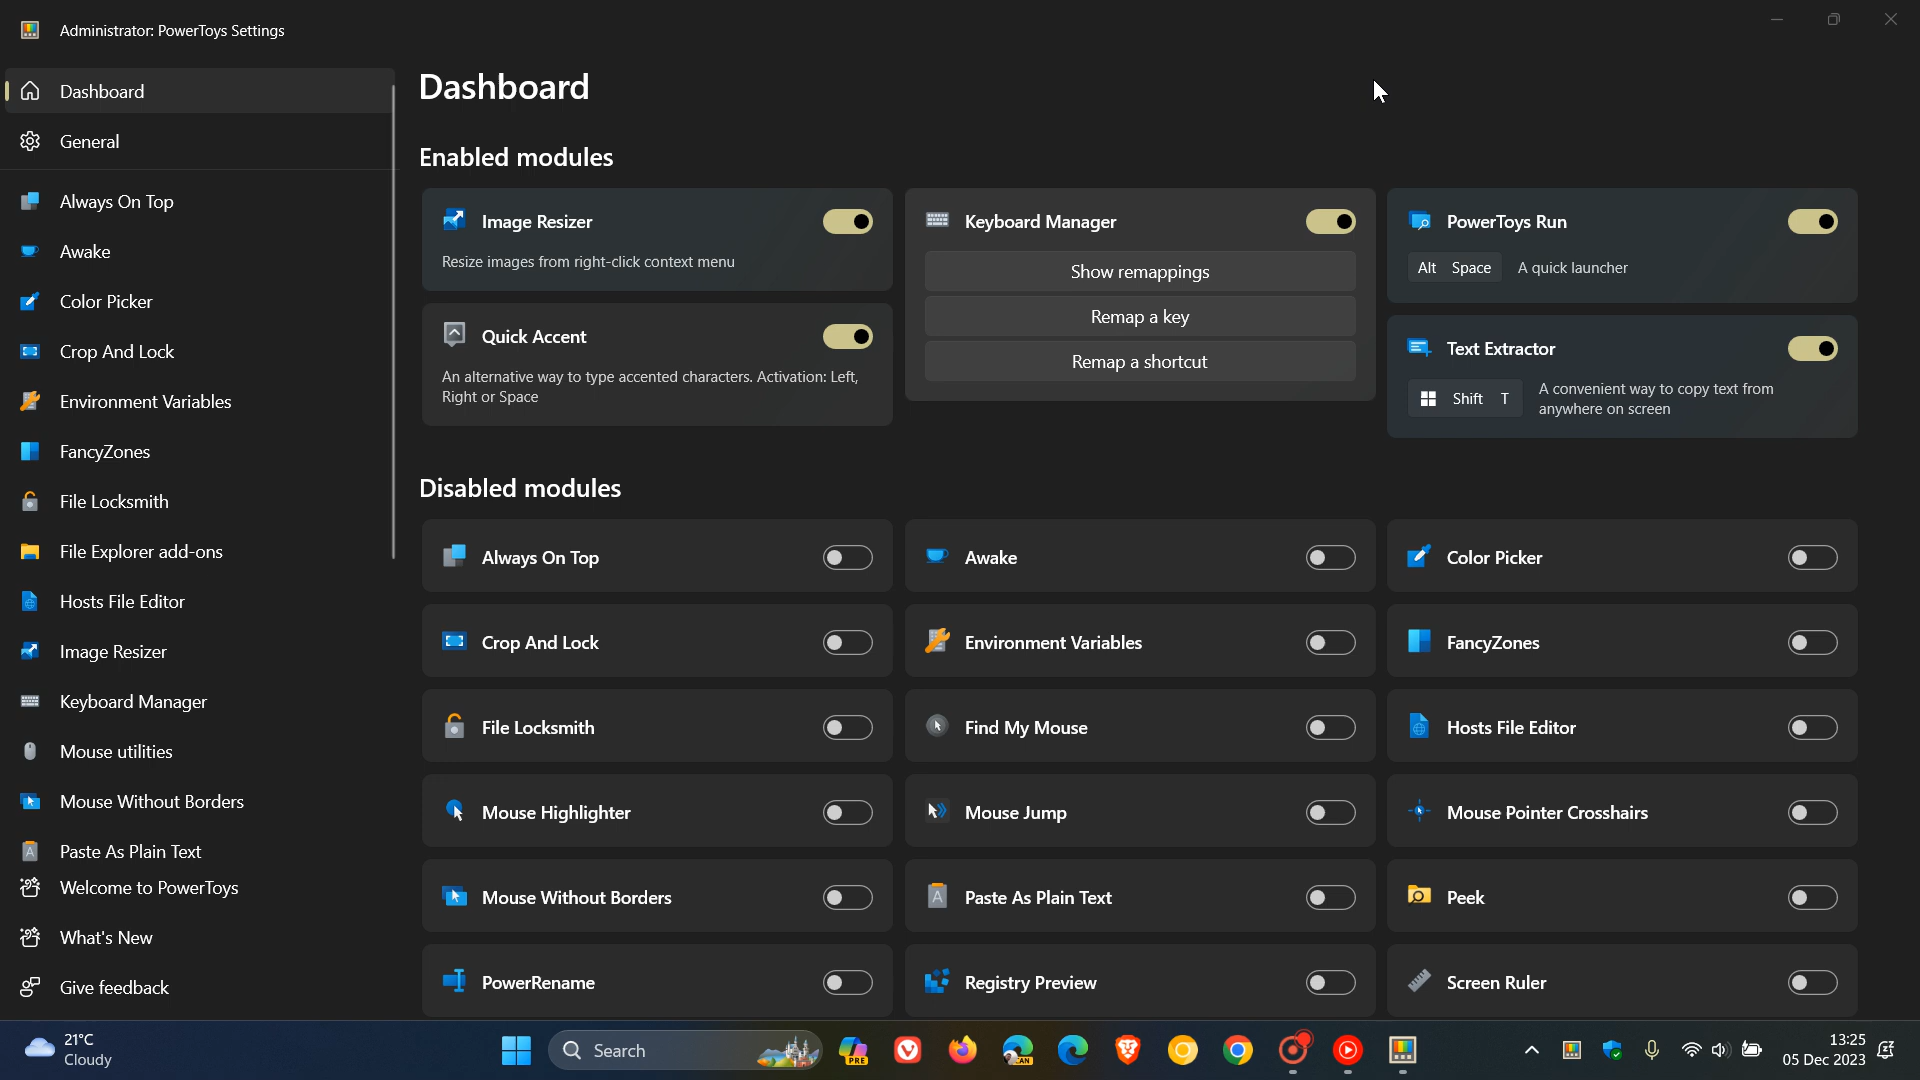 Administrator: PowerToys Settings
Dashboard
General
Always On Top
Awake
Color Picker
Crop And Lock
Environment Variables
FancyZones
File Locksmith
File Explorer add-ons
Hosts File Editor
Image Resizer
Keyboard Manager
Mouse utilities
Mouse Without Borders
Paste As Plain Text
Welcome to PowerToys
What's New
Give feedback
Dashboard
Enabled modules
Image Resizer
Resize images from right-click context menu
Quick Accent
An alternative way to type accented characters. Activation: Left,
Right or Space
Keyboard Manager
Show remappings
Remap a key
Remap a shortcut
PowerToys Run
Alt Space A quick launcher
Text Extractor
Shift T
A convenient way to copy text from
anywhere on screen
Disabled modules
Always On Top
Awake
Color Picker
Crop And Lock
Environment Variables
FancyZones
File Locksmith
Find My Mouse
Hosts File Editor
Mouse Highlighter
Mouse Jump
Mouse Pointer Crosshairs
Mouse Without Borders
Paste As Plain Text
Peek
PowerRename
Registry Preview
Screen Ruler
21°C
Cloudy
Search
PRE
CAN
13:25
05 Dec 2023